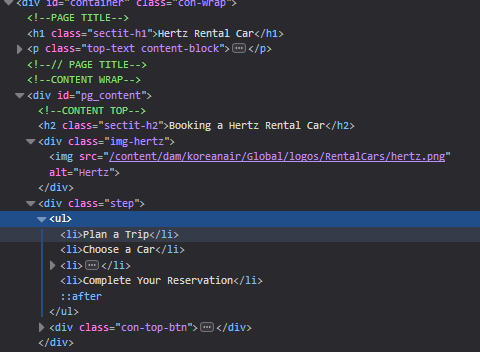 <div id="container" class="con-wrap">
<!--PAGE TITLE-->
<h1 class="sectit-h1">Hertz Rental Car</h1>
<p class="top-text content-block">⋯</p>
<!--// PAGE TITLE-->
<!--CONTENT WRAP-->
<div id="pg_content">
<!--CONTENT TOP-->
<h2 class="sectit-h2">Booking a Hertz Rental Car</h2>
<div class="img-hertz">
<img src="/content/dam/koreanair/Global/logos/RentalCars/hertz.png"
alt="Hertz">
</div>
<div class="step">
<ul>
<li>Plan a Trip</li>
<li>Choose a Car</li>
<li>⋯</li>
<li>Complete Your Reservation</li>
::after
</ul>
<div class="con-top-btn">⋯</div>
</div>